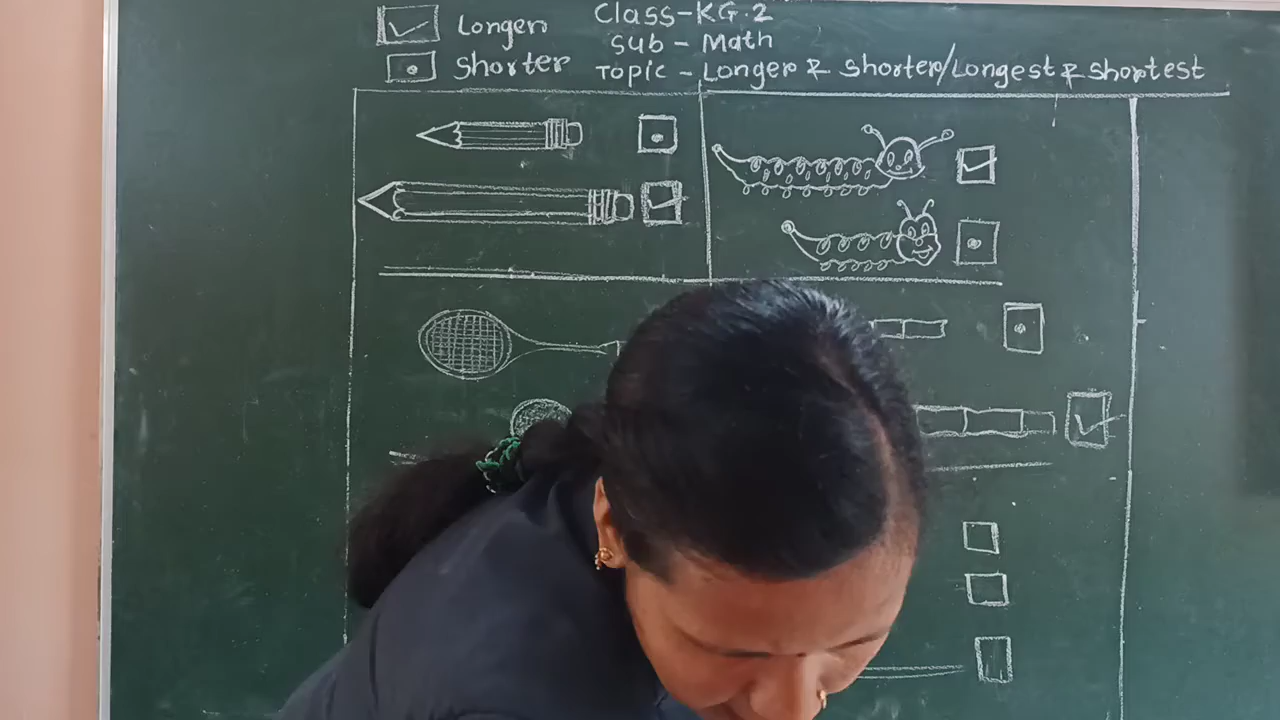 Longer
Shorter
Class-KG.2
Sub - Math
Topic - Longer & Shorter/Longest & Shortest